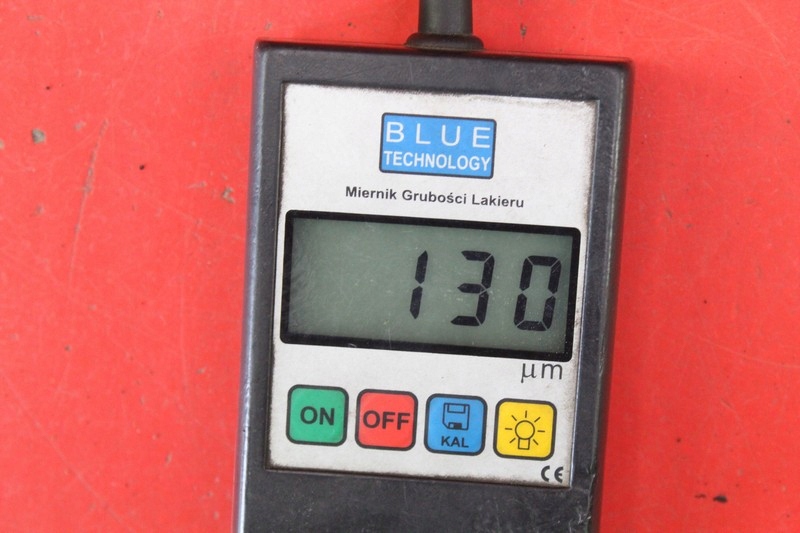 BLUE
TECHNOLOGY
Miernik Grubości Lakieru
130
μm
ON OFF KAL
CE